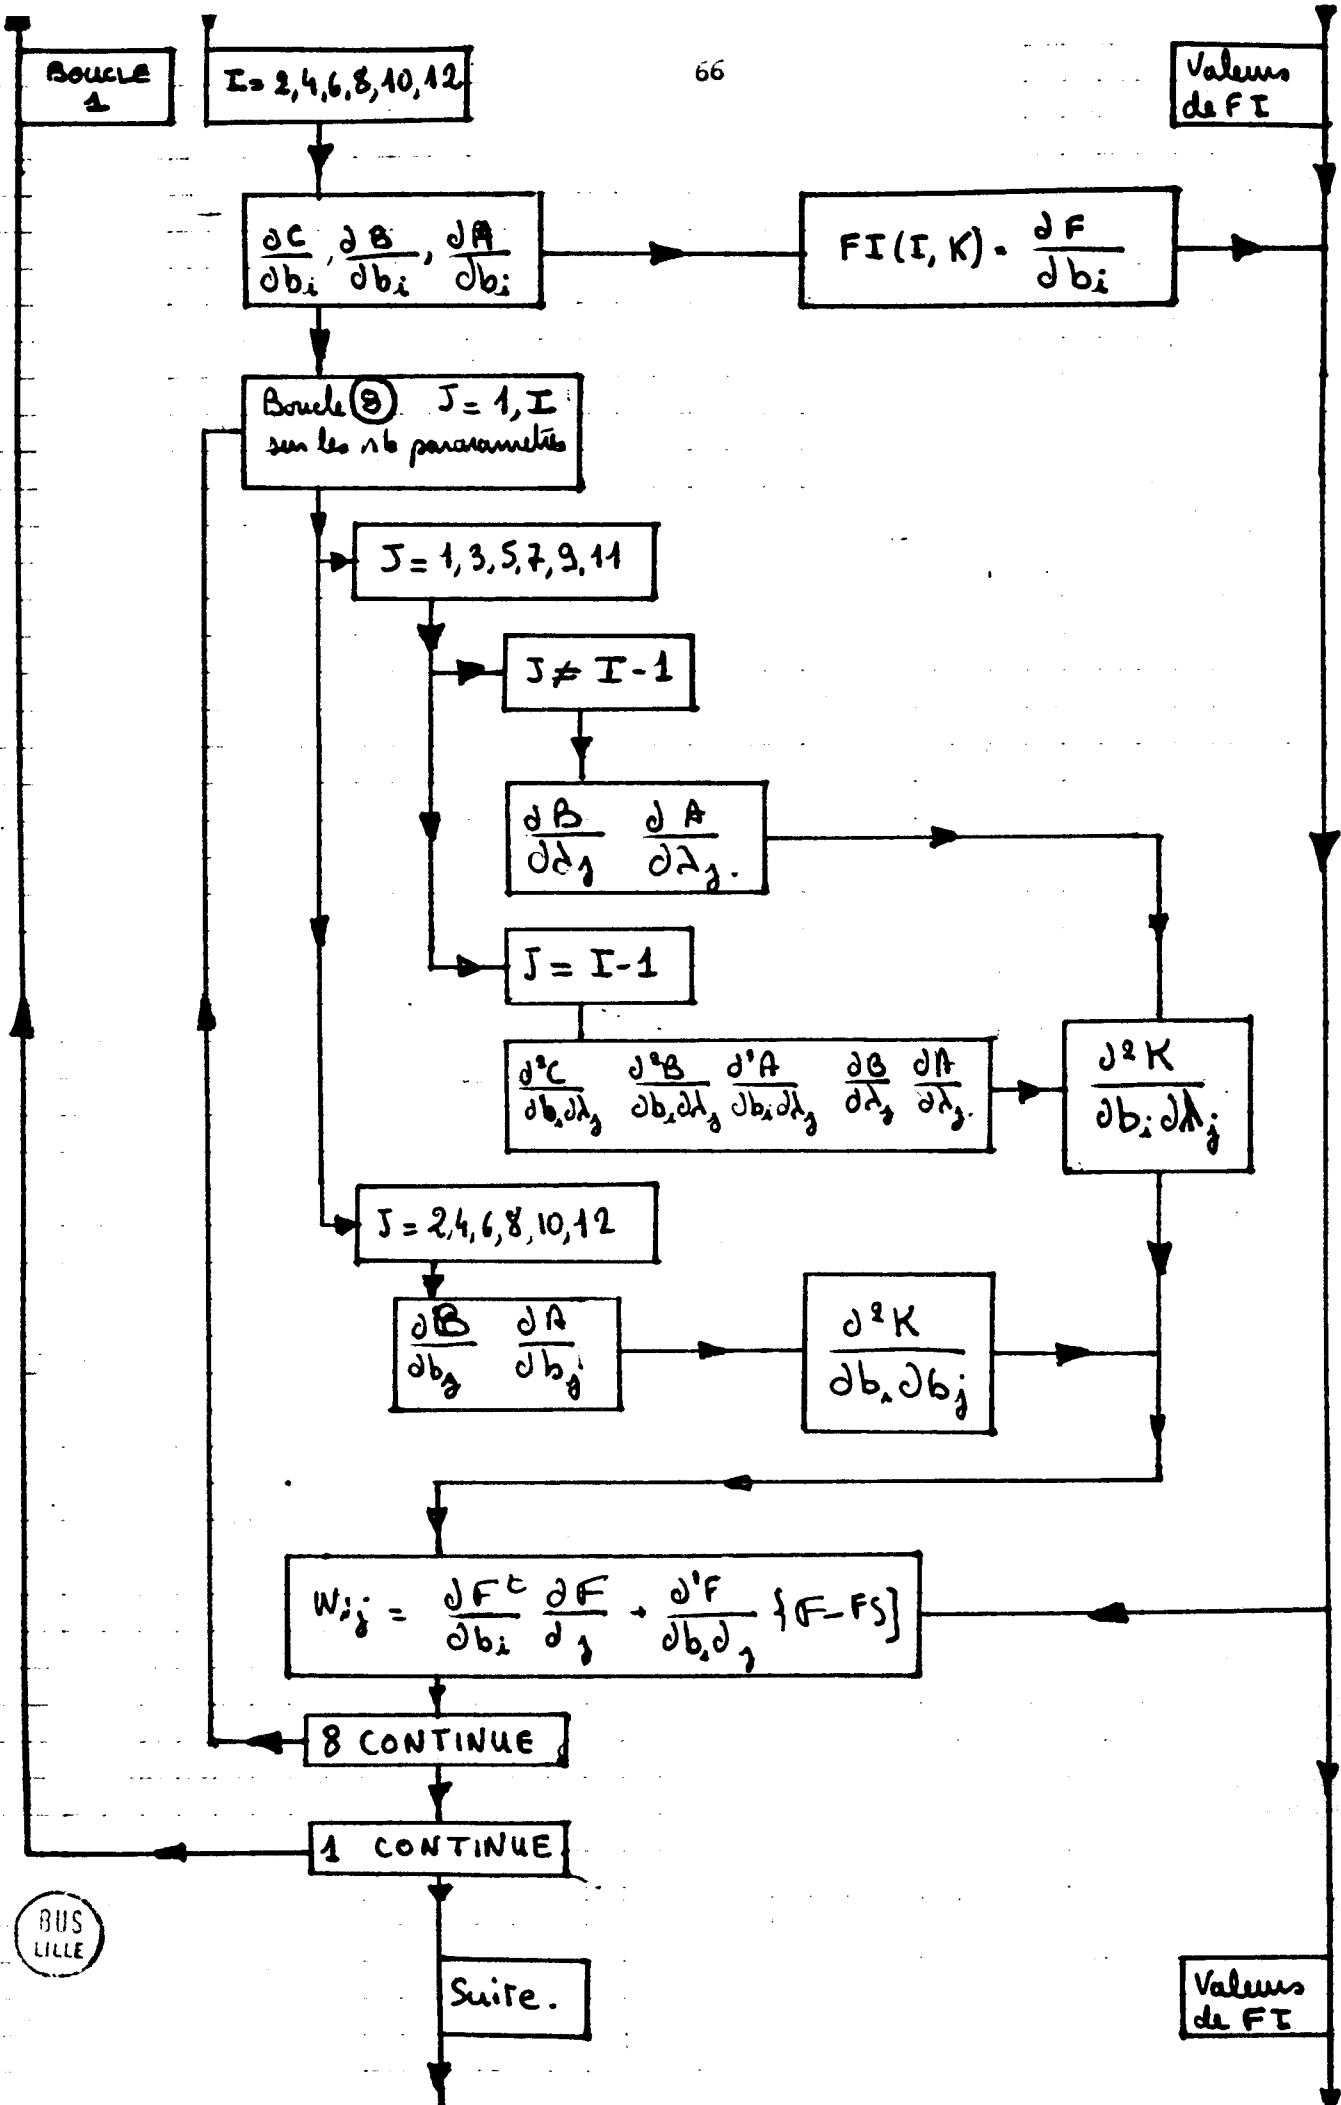 66
BOUCLE
1
I = 2,4,6,8,10,12
Valeurs
de FI
∂C/∂bi, ∂B/∂bi, ∂A/∂bi
FI(I,K) = ∂F/∂bi
Boucle 8 J = 1, I
sur les nb pararametres
J = 1,3,5,7,9,11
J ≠ I-1
∂B/∂λj ∂A/∂λj.
J = I-1
∂²C/∂bi∂λj ∂²B/∂bi∂λj ∂²A/∂bi∂λj ∂B/∂λj ∂A/∂λj.
∂²K/∂bi∂λj
J = 2,4,6,8,10,12
∂B/∂bj ∂A/∂bj
∂²K/∂bi∂bj
Wij = ∂Fᵗ/∂bi ∂F/∂j + ∂²F/∂bi∂j {F-FS]
8 CONTINUE
1 CONTINUE
BUS
LILLE
Suite.
Valeurs
de FI